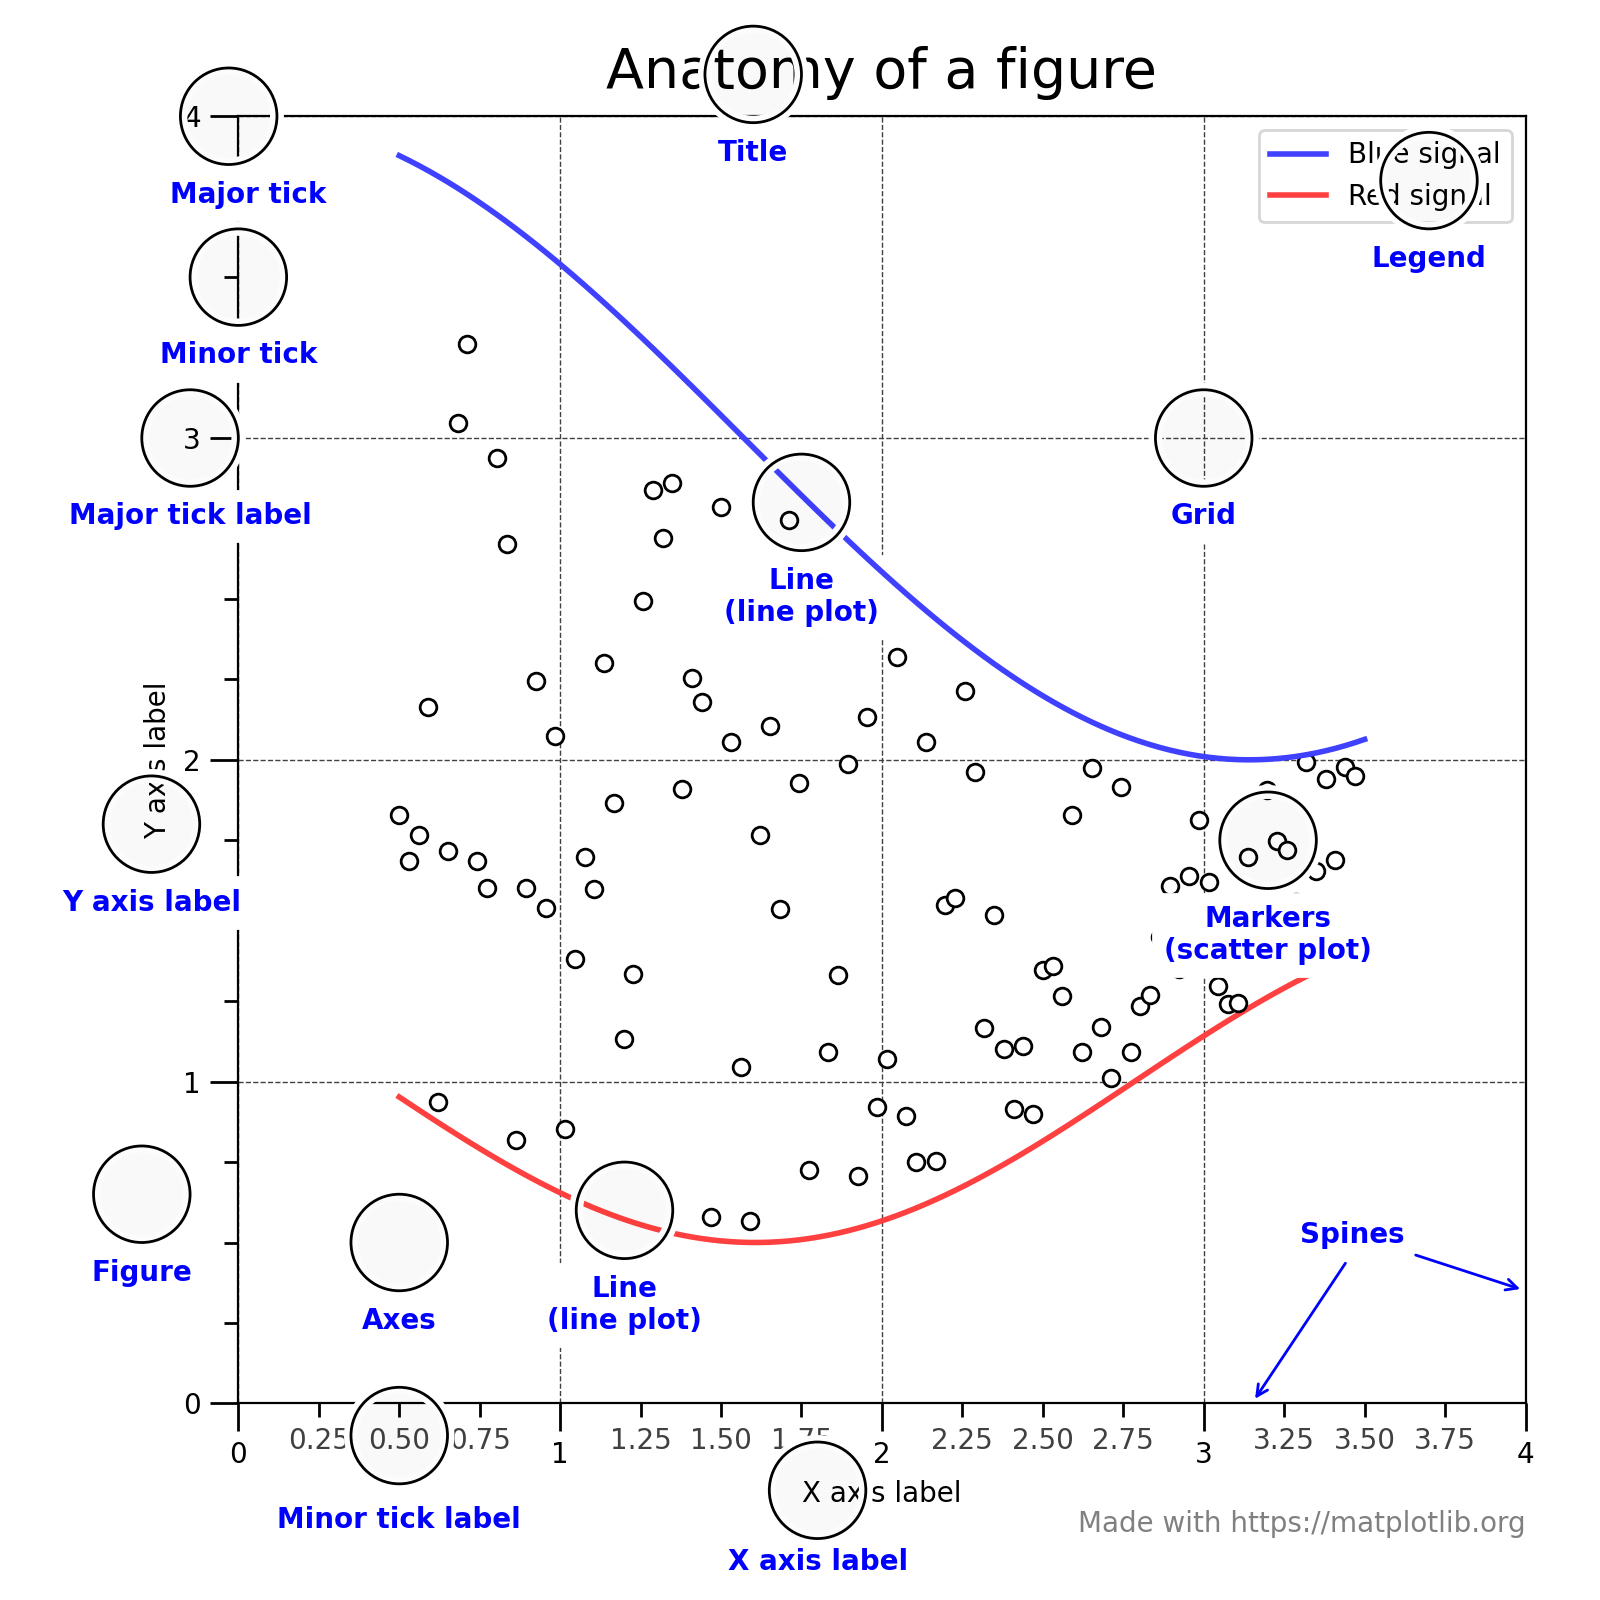 Anatomy of a figure
4
Title
Blue signal
Red signal
Major tick
Legend
Minor tick
3
Major tick label
Grid
Line
(line plot)
Y axis label
2
Y axis label
Markers
(scatter plot)
1
Figure
Spines
Axes
Line
(line plot)
0
0 0.25 0.50 0.75 1 1.25 1.50 1.75 2 2.25 2.50 2.75 3 3.25 3.50 3.75 4
X axis label
Minor tick label
Made with https://matplotlib.org
X axis label